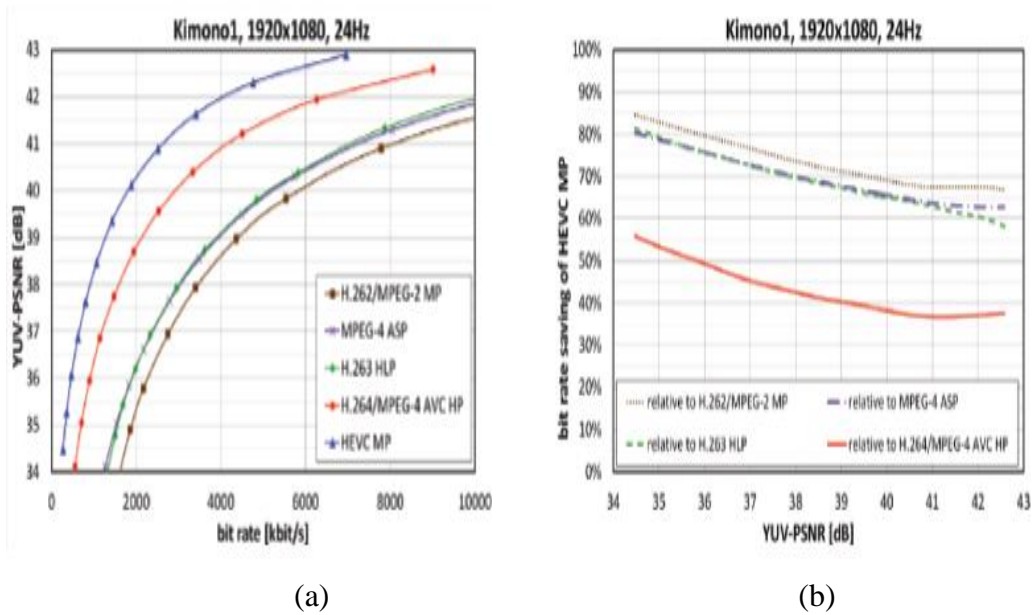 Kimono1, 1920x1080, 24Hz
YUV-PSNR [dB]
43
42
41
40
39
38
37
36
35
34
H.262/MPEG-2 MP
MPEG-4 ASP
H.263 HLP
H.264/MPEG-4 AVC HP
HEVC MP
0 2000 4000 6000 8000 10000
bit rate [kbit/s]
(a)
Kimono1, 1920x1080, 24Hz
bit rate saving of HEVC MP
100%
90%
80%
70%
60%
50%
40%
30%
20%
10%
0%
relative to H.262/MPEG-2 MP relative to MPEG-4 ASP
relative to H.263 HLP relative to H.264/MPEG-4 AVC HP
34 35 36 37 38 39 40 41 42 43
YUV-PSNR [dB]
(b)